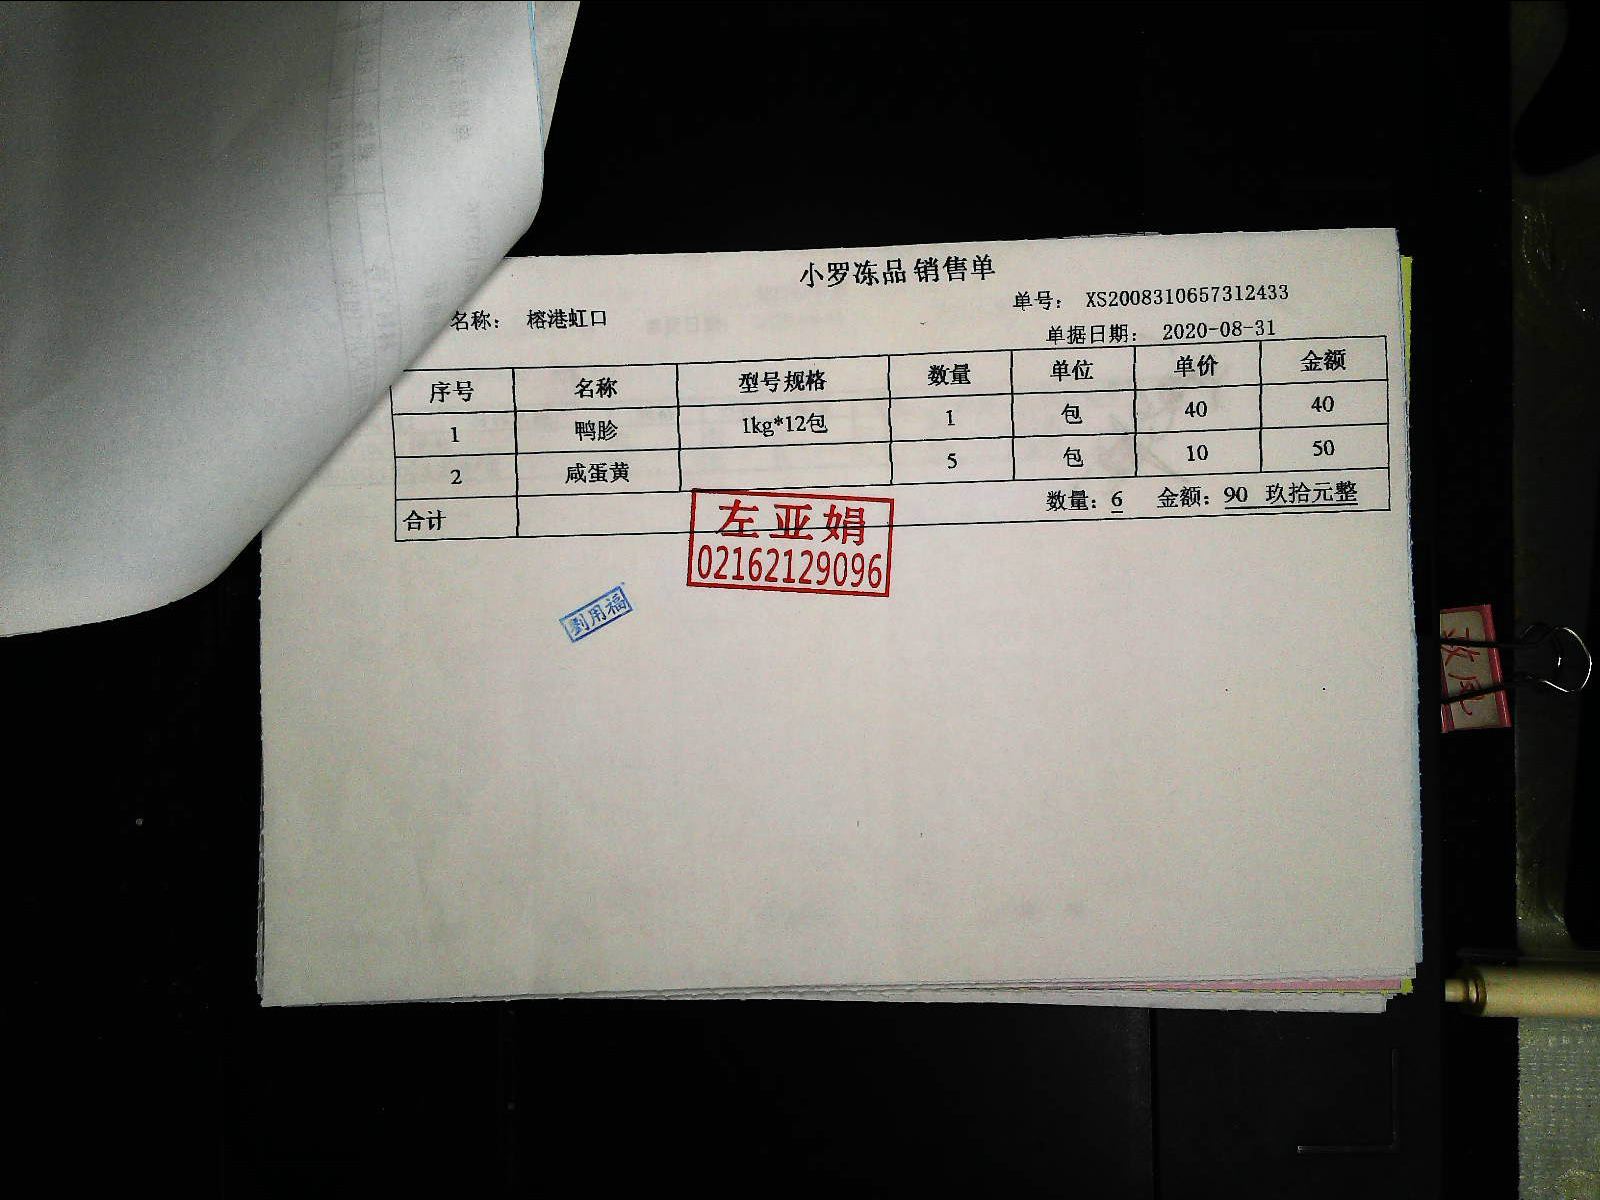 小罗冻品 销售单
单号： XS2008310657312433
名称： 榕港虹口
单据日期： 2020-08-31
序号 名称 型号规格 数量 单位 单价 金额
1 鸭胗 1kg*12包 1 包 40 40
2 咸蛋黄 5 包 10 50
合计 数量：6 金额：90 玖拾元整
左亚娟
02162129096
劉用福